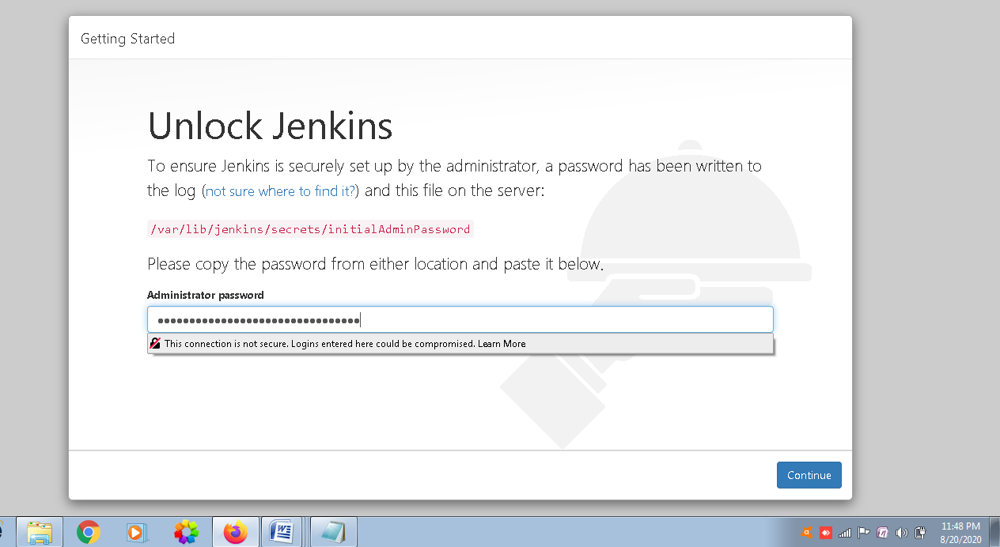 Getting Started
Unlock Jenkins
To ensure Jenkins is securely set up by the administrator, a password has been written to
the log (not sure where to find it?) and this file on the server:
/var/lib/jenkins/secrets/initialAdminPassword
Please copy the password from either location and paste it below.
Administrator password
••••••••••••••••••••••••••••••••
This connection is not secure. Logins entered here could be compromised. Learn More
Continue
11:48 PM
8/20/2020